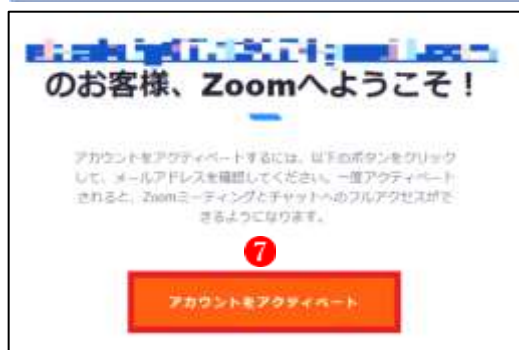 のお客様、Zoomへようこそ！
アカウントをアクティベートするには、以下のボタンをクリック
して、メールアドレスを確認してください。一度アクティベート
されると、Zoomミーティングとチャットへのフルアクセスがで
きるようになります。
7
アカウントをアクティベート